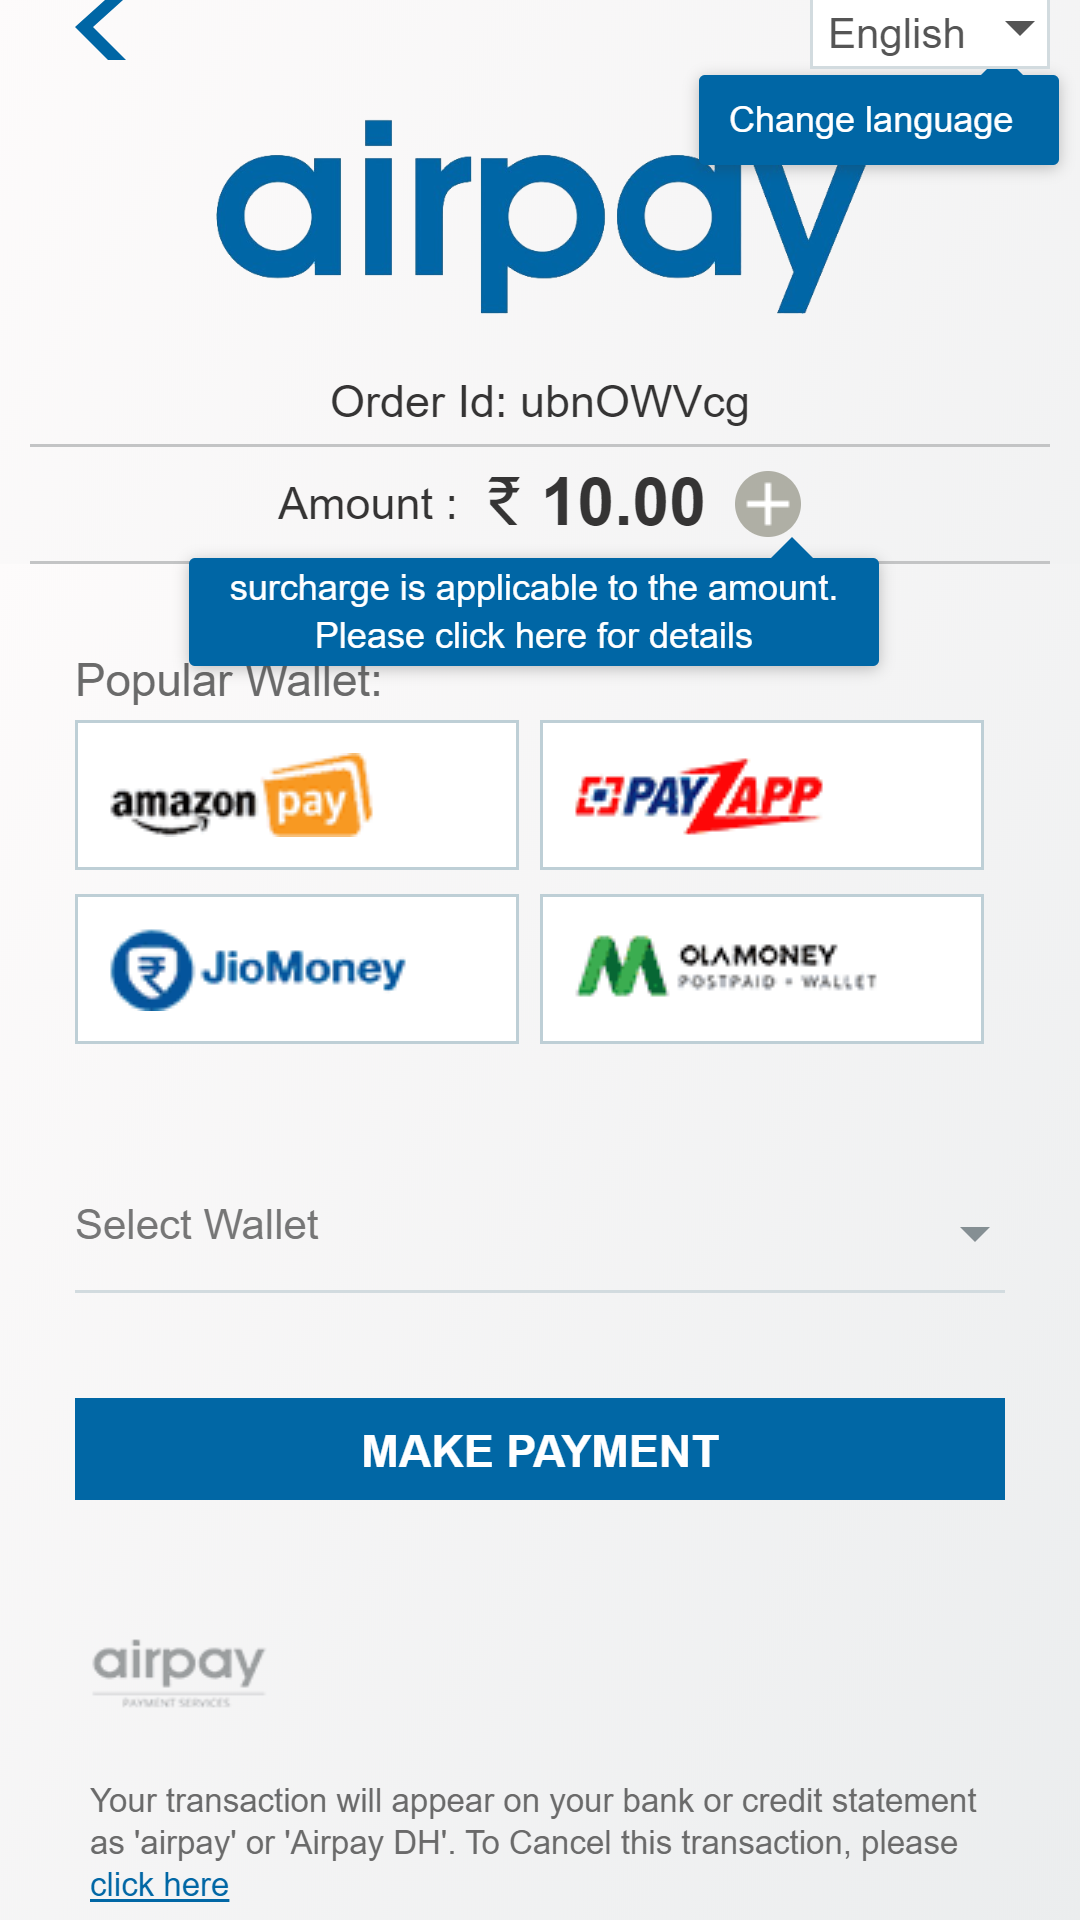 English
Change language
airpay
Order Id: ubnOWVcg
Amount : ₹ 10.00
surcharge is applicable to the amount.
Please click here for details
Popular Wallet:
amazon pay
PAYZAPP
JioMoney
OLAMONEY
POSTPAID + WALLET
Select Wallet
MAKE PAYMENT
airpay
PAYMENT SERVICES
Your transaction will appear on your bank or credit statement
as 'airpay' or 'Airpay DH'. To Cancel this transaction, please
click here